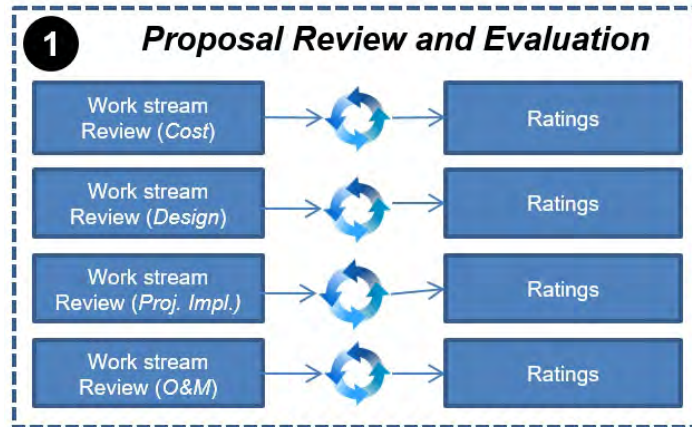 1
Proposal Review and Evaluation
Work stream
Review (Cost)
Ratings
Work stream
Review (Design)
Ratings
Work stream
Review (Proj. Impl.)
Ratings
Work stream
Review (O&M)
Ratings